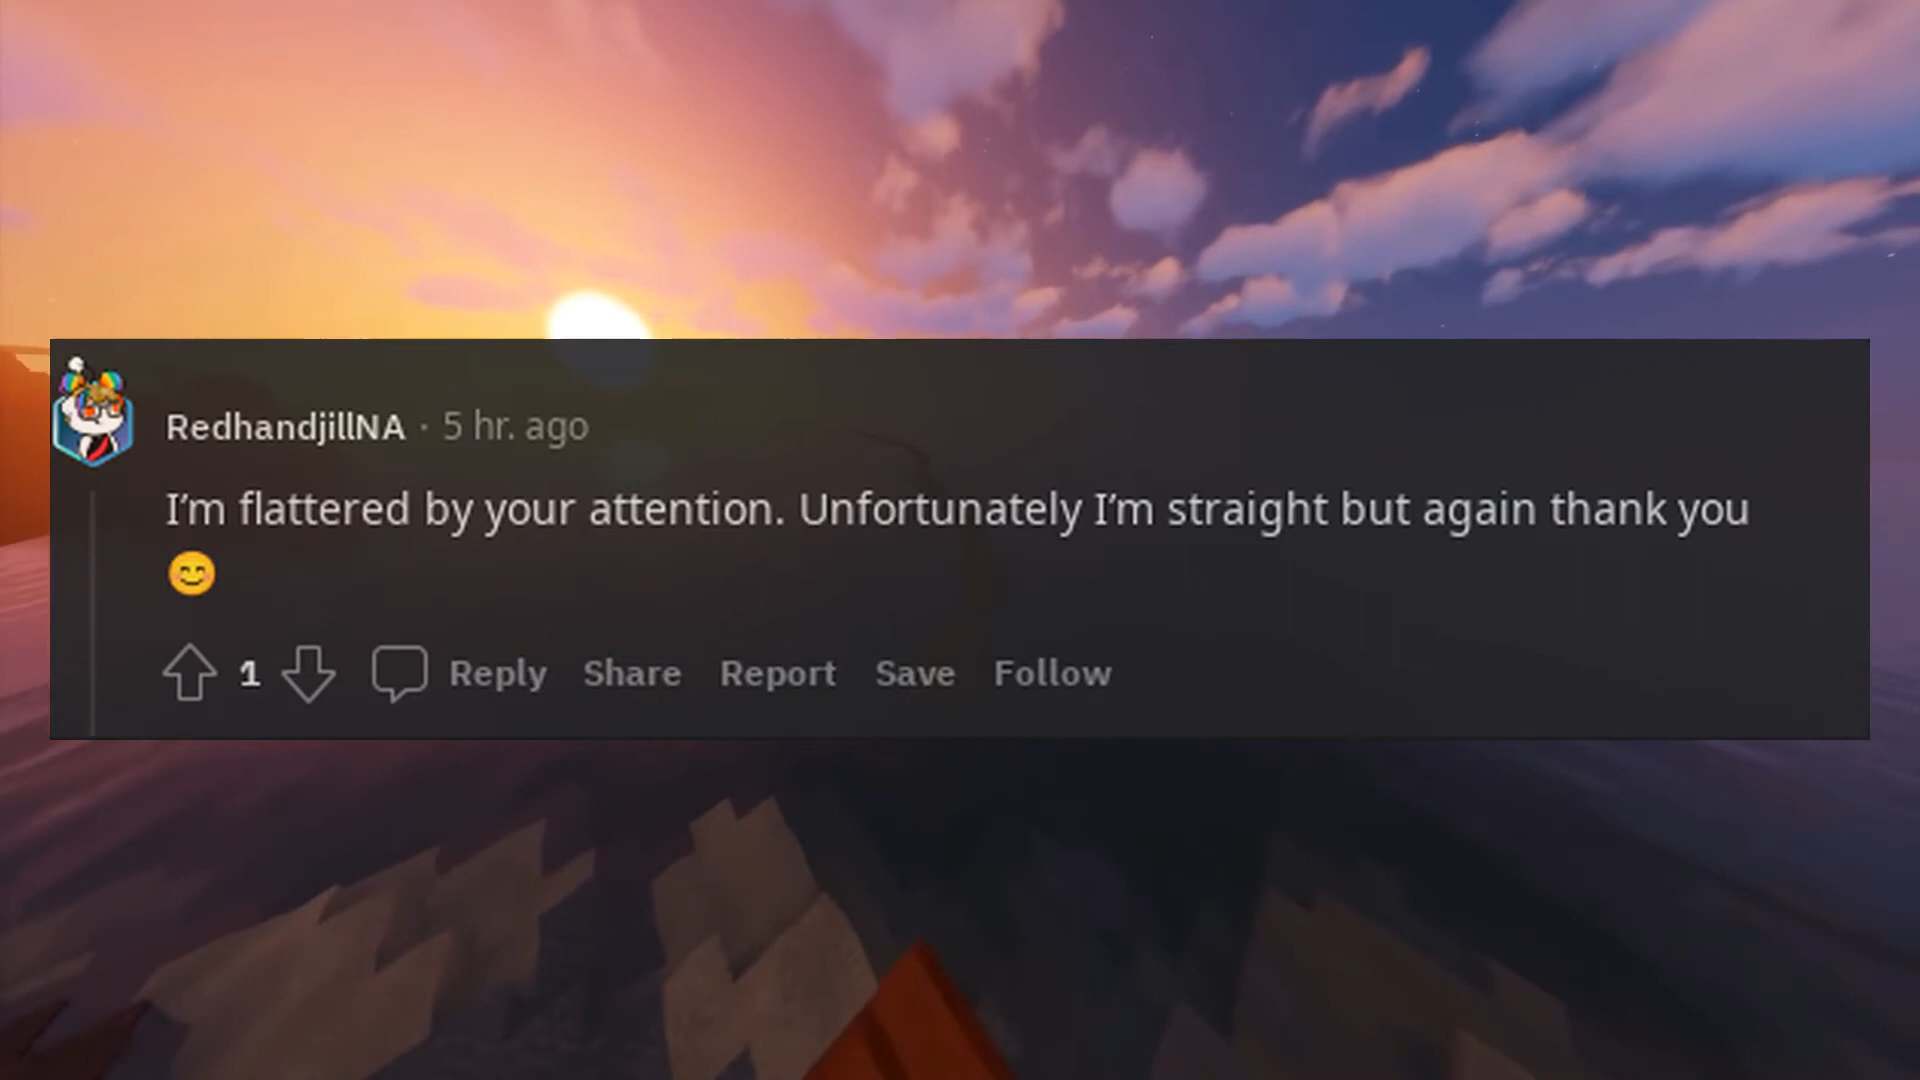 RedhandjillNA · 5 hr. ago
I’m flattered by your attention. Unfortunately I’m straight but again thank you
😊
1 Reply Share Report Save Follow